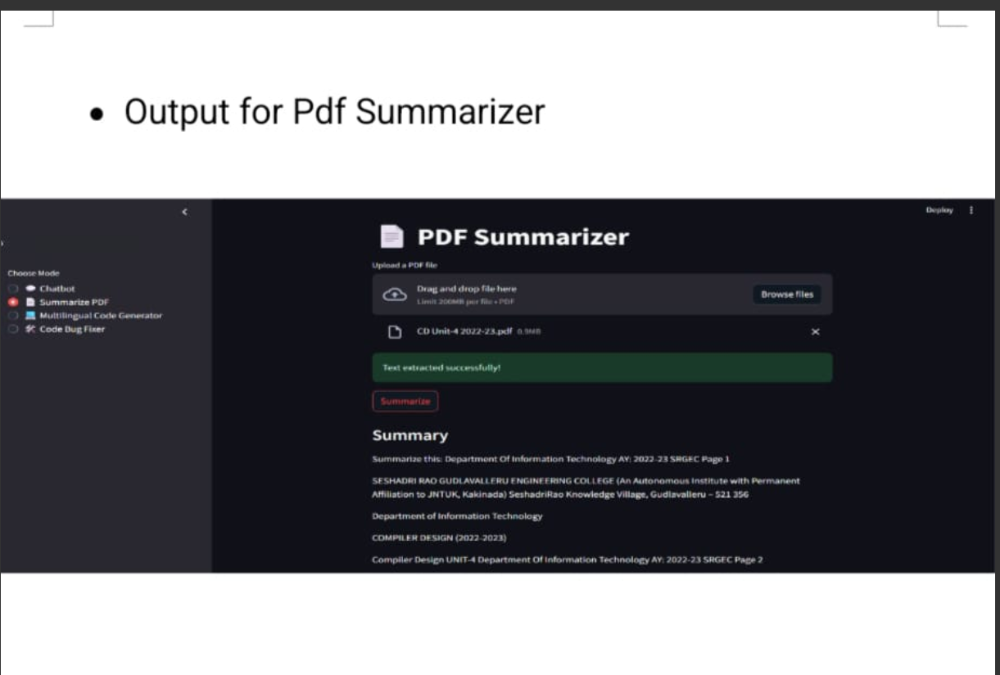 • Output for Pdf Summarizer
Deploy
PDF Summarizer
Choose Mode
Chatbot
Summarize PDF
Multilingual Code Generator
Code Bug Fixer
Upload a PDF file
Drag and drop file here
Limit 200MB per file • PDF
Browse files
CD Unit-4 2022-23.pdf 0.9MB
Text extracted successfully!
Summarize
Summary
Summarize this: Department Of Information Technology AY: 2022-23 SRGEC Page 1
SESHADRI RAO GUDLAVALLERU ENGINEERING COLLEGE (An Autonomous Institute with Permanent
Affiliation to JNTUK, Kakinada) SeshadriRao Knowledge Village, Gudlavalleru – 521 356
Department of Information Technology
COMPILER DESIGN (2022-2023)
Compiler Design UNIT-4 Department Of Information Technology AY: 2022-23 SRGEC Page 2